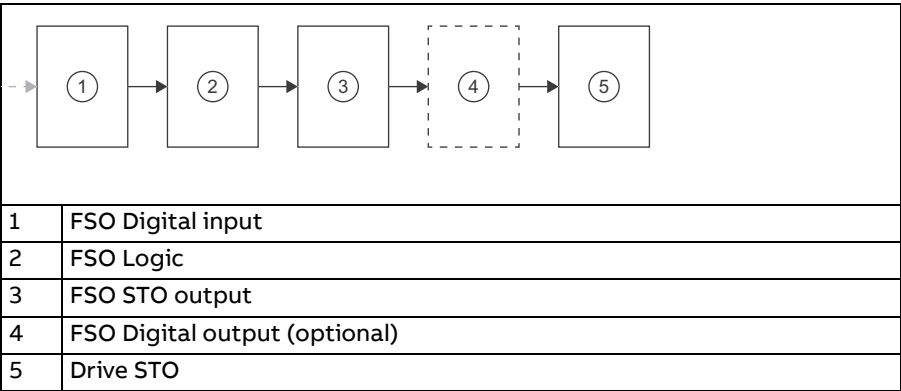 1 2 3 4 5
1 FSO Digital input
2 FSO Logic
3 FSO STO output
4 FSO Digital output (optional)
5 Drive STO